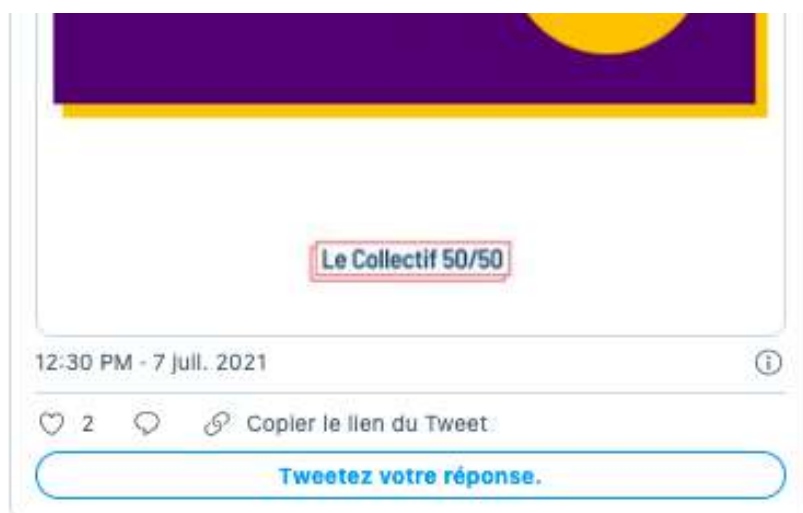 Le Collectif 50/50
12:30 PM - 7 juil. 2021
2 Copier le lien du Tweet
Tweetez votre réponse.